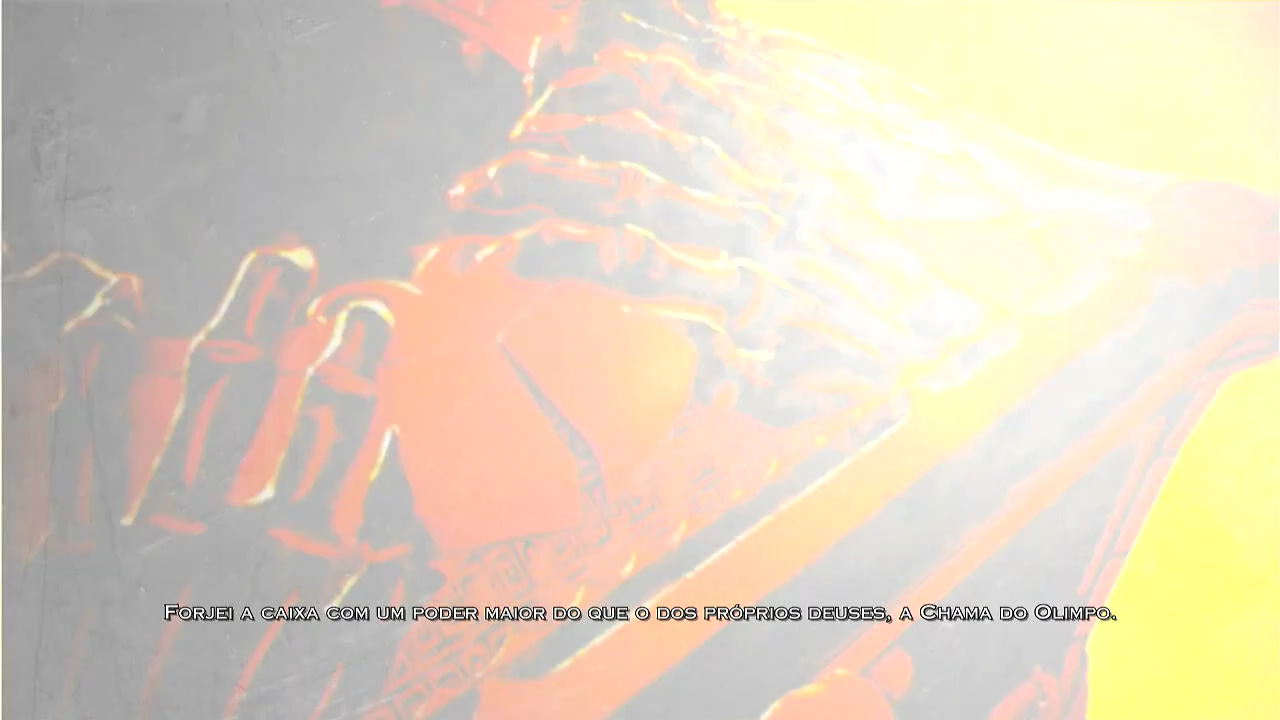 Forjei a caixa com um poder maior do que o dos próprios deuses, a Chama do Olimpo.